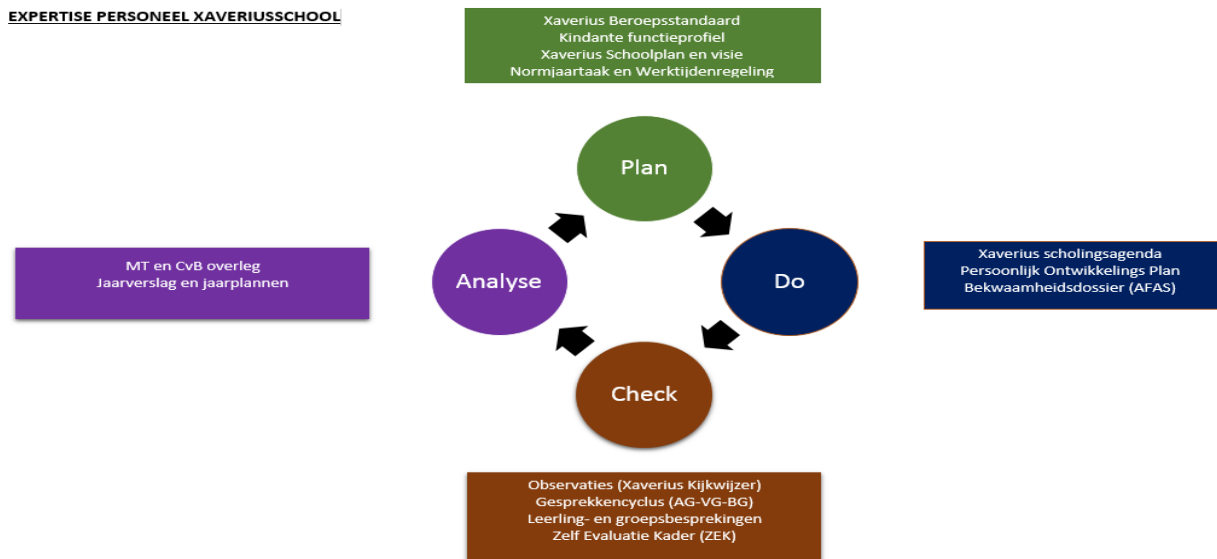 EXPERTISE PERSONEEL XAVERIUSSCHOOL
Xaverius Beroepsstandaard
Kindante functieprofiel
Xaverius Schoolplan en visie
Normjaartaak en Werktijdenregeling
Plan
MT en CvB overleg
Jaarverslag en jaarplannen
Analyse
Do
Xaverius scholingsagenda
Persoonlijk Ontwikkelings Plan
Bekwaamheidsdossier (AFAS)
Check
Observaties (Xaverius Kijkwijzer)
Gesprekkencyclus (AG-VG-BG)
Leerling- en groepsbesprekingen
Zelf Evaluatie Kader (ZEK)